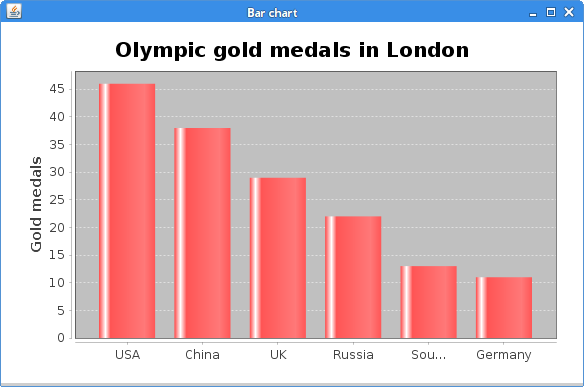 Bar chart
Olympic gold medals in London
Gold medals
45
40
35
30
25
20
15
10
5
0
USA China UK Russia Sou... Germany